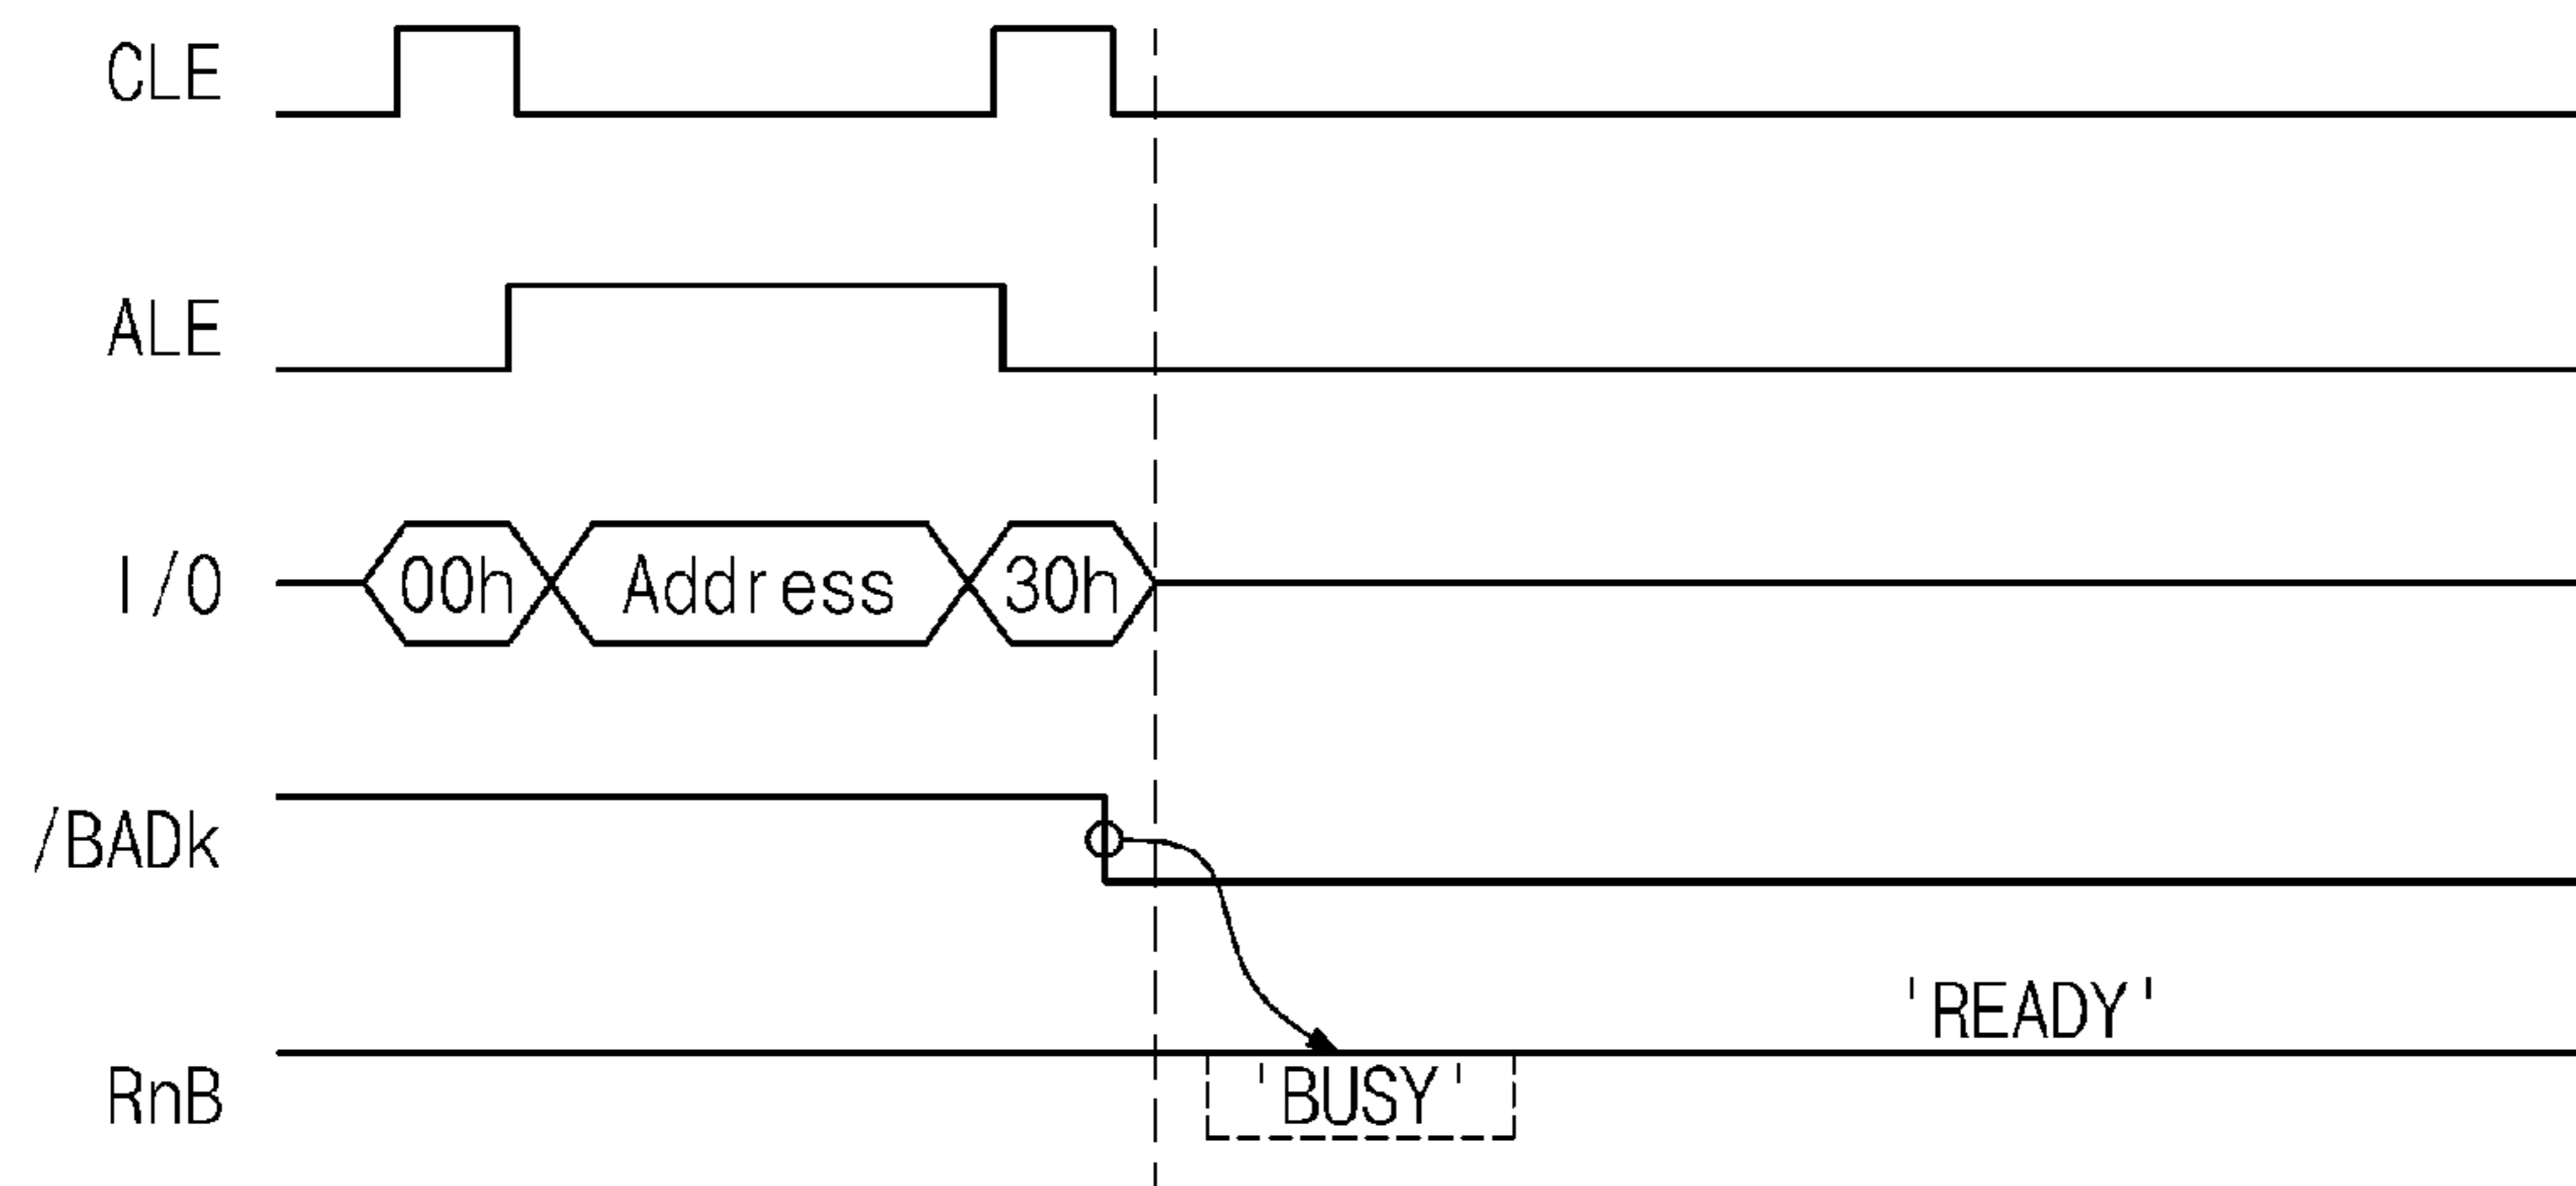 CLE
ALE
I/O
00h Address 30h
/BADk
'READY'
RnB
'BUSY'